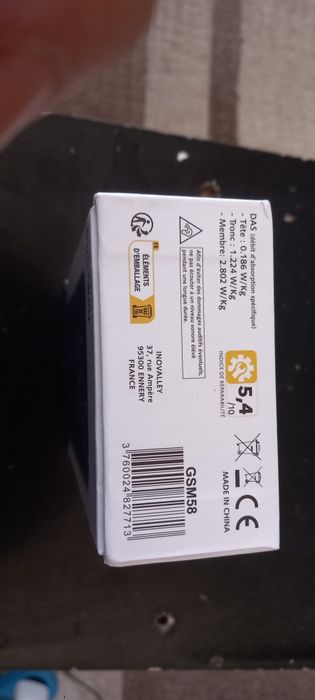 DAS (débit d'absorption spécifique)
- Tête : 0.186 W/Kg
- Tronc : 1.224 W/Kg
- Membre: 2.802 W/Kg
5,4
/10
INDICE DE RÉPARABILITÉ
CE
MADE IN CHINA
Afin d'éviter des dommages auditifs éventuels,
ne pas écouter à un niveau sonore élevé
pendant une longue durée.
FR
ÉLÉMENTS
D'EMBALLAGE
INOVALLEY
37, rue Ampère
95300 ENNERY
FRANCE
GSM58
3 760024 827713